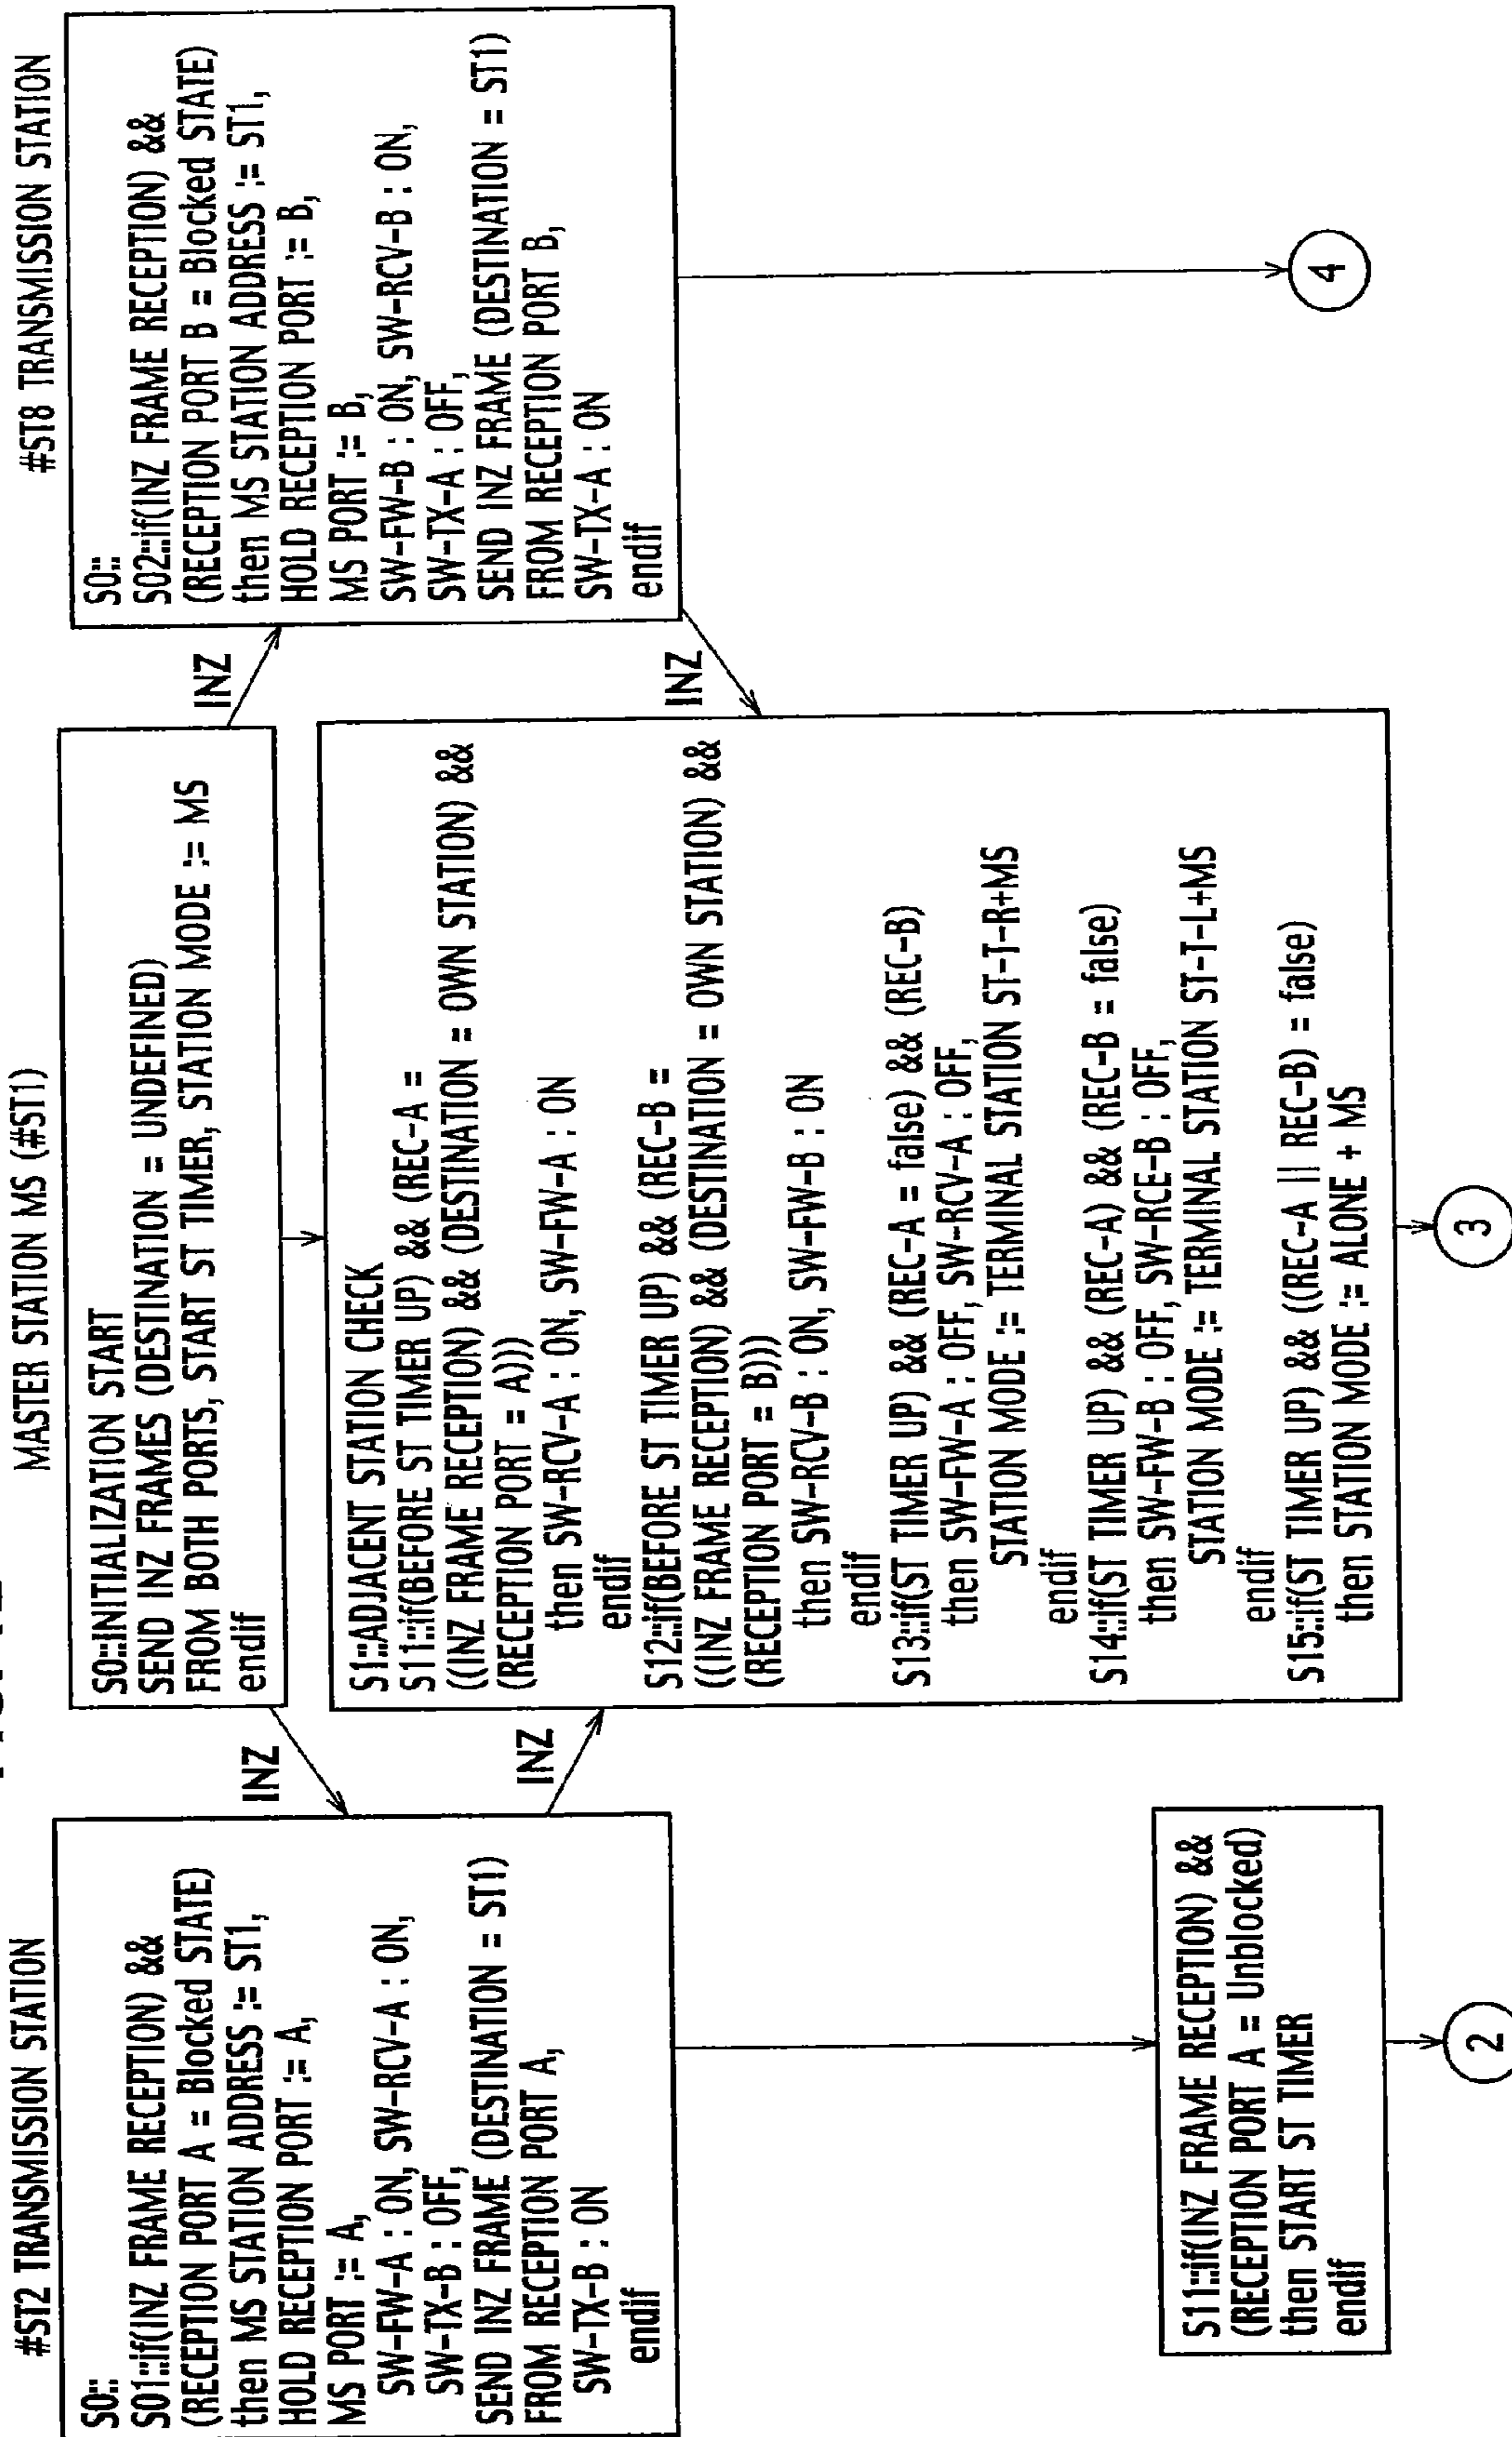 #ST2 TRANSMISSION STATION
S0::
S01::if(INZ FRAME RECEPTION) &&
(RECEPTION PORT A = Blocked STATE)
then MS STATION ADDRESS := ST1,
HOLD RECEPTION PORT := A,
MS PORT := A,
SW-FW-A : ON, SW-RCV-A : ON,
SW-TX-B : OFF,
SEND INZ FRAME (DESTINATION = ST1)
FROM RECEPTION PORT A,
SW-TX-B : ON
endif
S11::if(INZ FRAME RECEPTION) &&
(RECEPTION PORT A = Unblocked)
then START ST TIMER
endif
2
INZ
INZ
MASTER STATION MS (#ST1)
S0::INITIALIZATION START
SEND INZ FRAMES (DESTINATION = UNDEFINED)
FROM BOTH PORTS, START ST TIMER, STATION MODE := MS
endif
S1::ADJACENT STATION CHECK
S11::if(BEFORE ST TIMER UP) && (REC-A =
((INZ FRAME RECEPTION) && (DESTINATION = OWN STATION) &&
(RECEPTION PORT = A)))
then SW-RCV-A : ON, SW-FW-A : ON
endif
S12::if(BEFORE ST TIMER UP) && (REC-B =
((INZ FRAME RECEPTION) && (DESTINATION = OWN STATION) &&
(RECEPTION PORT = B)))
then SW-RCV-B : ON, SW-FW-B : ON
endif
S13::if(ST TIMER UP) && (REC-A = false) && (REC-B)
then SW-FW-A : OFF, SW-RCV-A : OFF,
STATION MODE := TERMINAL STATION ST-T-R+MS
endif
S14::if(ST TIMER UP) && (REC-A) && (REC-B = false)
then SW-FW-B : OFF, SW-RCE-B : OFF,
STATION MODE := TERMINAL STATION ST-T-L+MS
endif
S15::if(ST TIMER UP) && ((REC-A || REC-B) = false)
then STATION MODE := ALONE + MS
3
INZ
INZ
#ST8 TRANSMISSION STATION
S0::
S02::if(INZ FRAME RECEPTION) &&
(RECEPTION PORT B = Blocked STATE)
then MS STATION ADDRESS := ST1,
HOLD RECEPTION PORT := B,
MS PORT := B,
SW-FW-B : ON, SW-RCV-B : ON,
SW-TX-A : OFF,
SEND INZ FRAME (DESTINATION = ST1)
FROM RECEPTION PORT B,
SW-TX-A : ON
endif
4